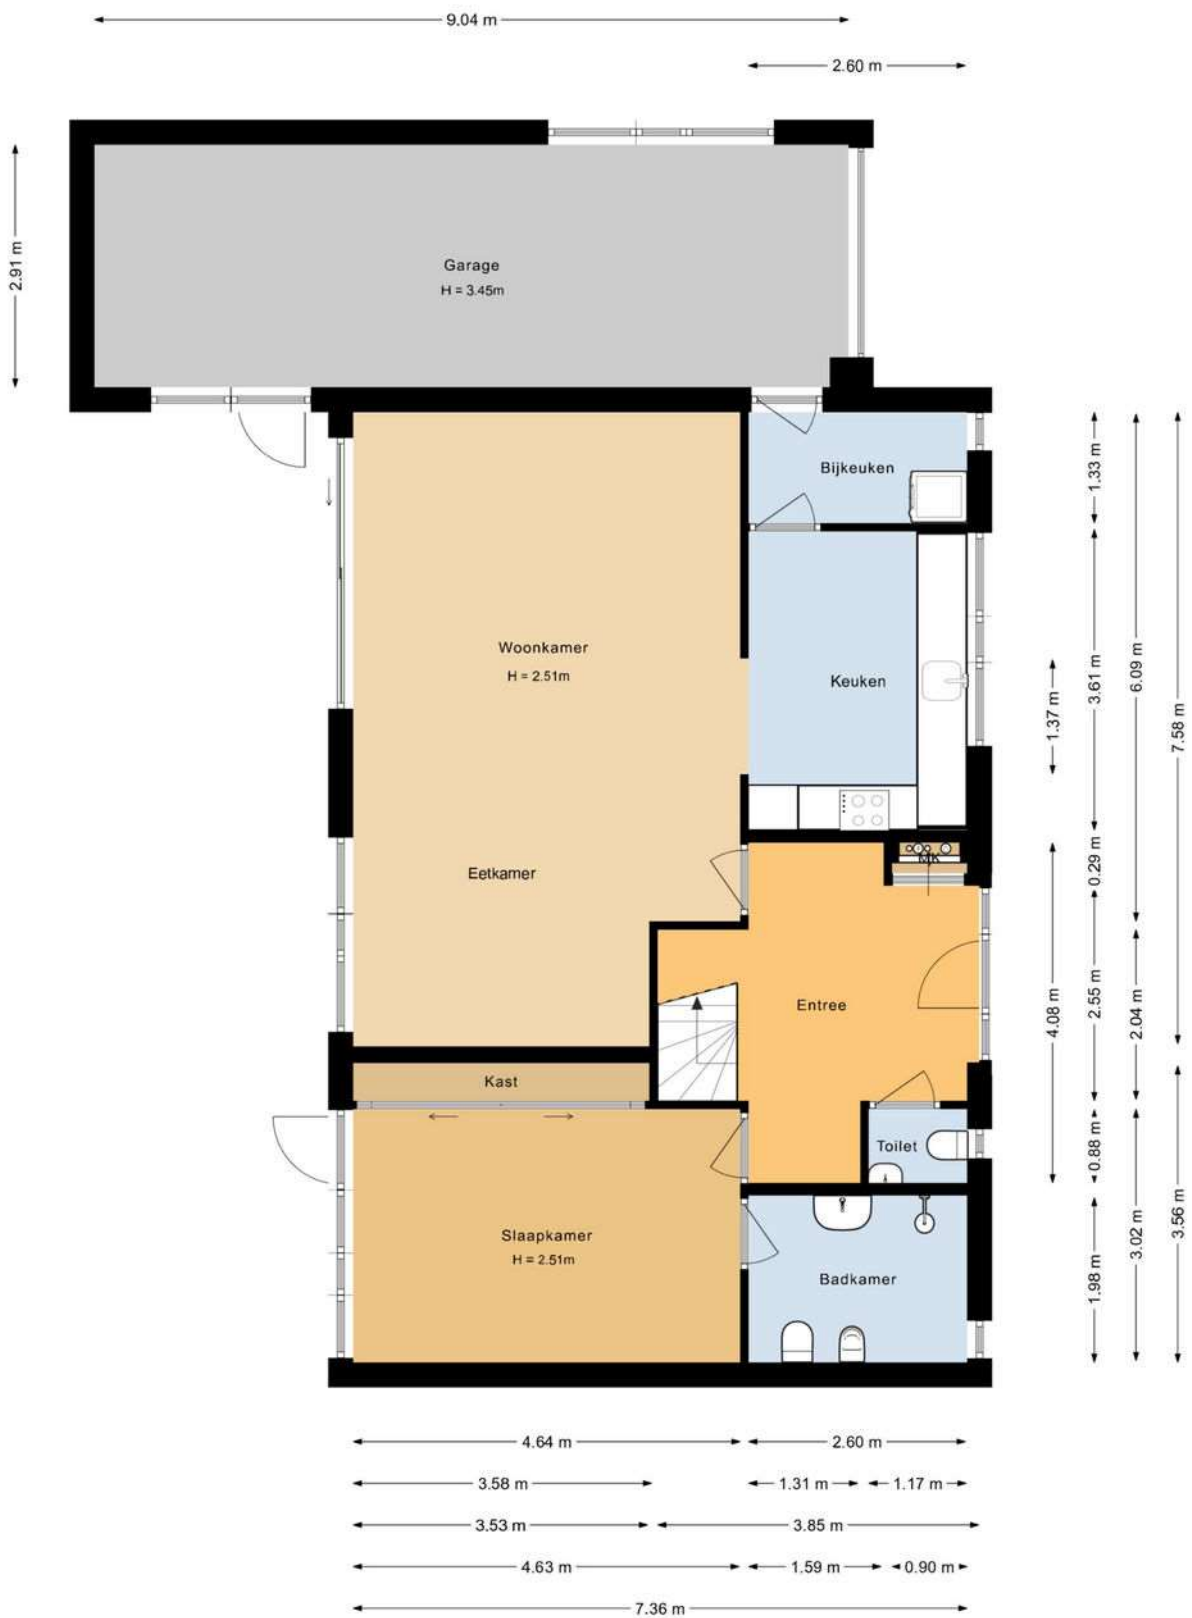 9.04 m
2.60 m
2.91 m
Garage
H = 3.45m
Bijkeuken
1.33 m
Woonkamer
H = 2.51m
Keuken
3.61 m
6.09 m
1.37 m
7.58 m
Eetkamer
MK
0.29 m
Entree
4.08 m
2.55 m
2.04 m
Kast
Toilet
0.88 m
Slaapkamer
H = 2.51m
Badkamer
1.98 m
3.02 m
3.56 m
4.64 m
2.60 m
3.58 m
1.31 m
1.17 m
3.53 m
3.85 m
4.63 m
1.59 m
0.90 m
7.36 m